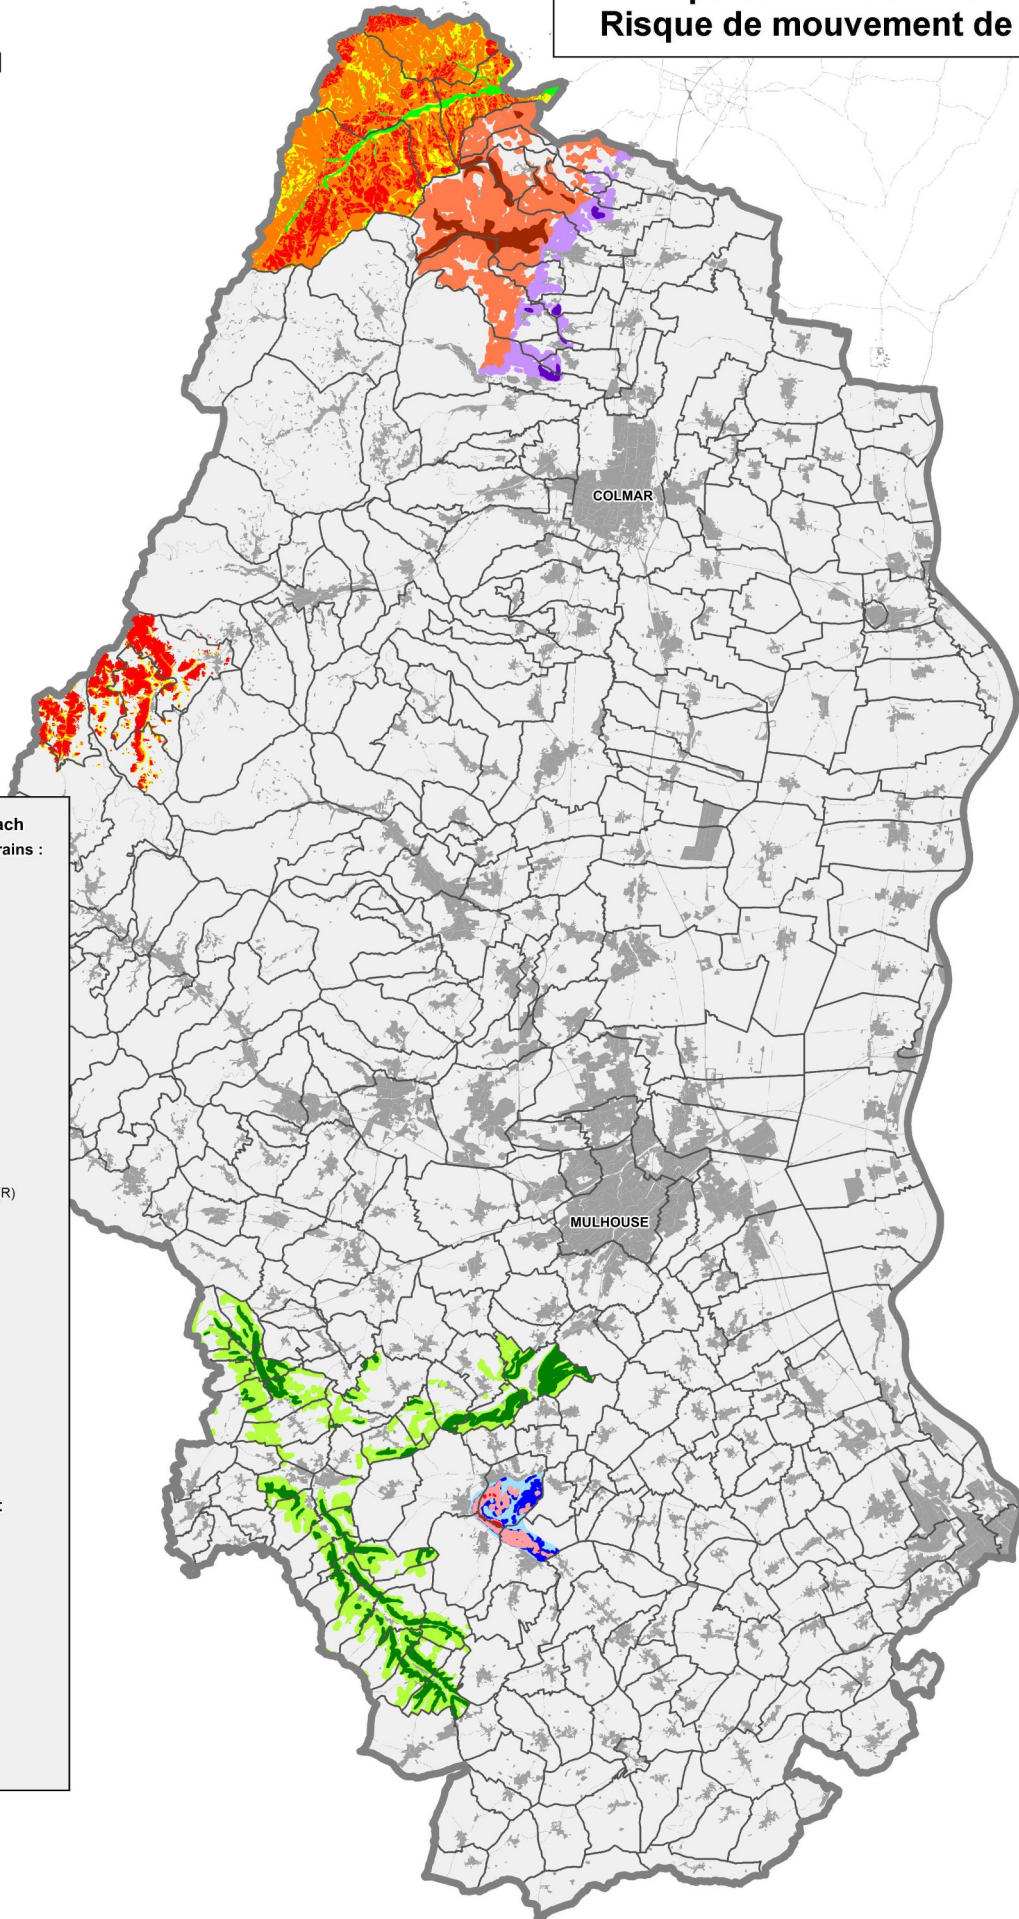 Risque de mouvement de
COLMAR
ach
rains :
R)
MULHOUSE
: